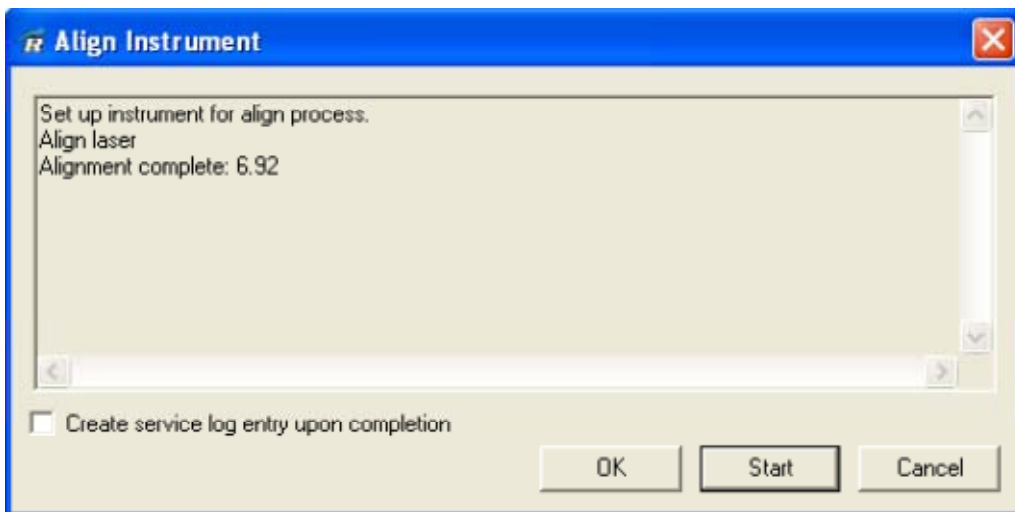 R Align Instrument
Set up instrument for align process.
Align laser
Alignment complete: 6.92
Create service log entry upon completion
OK Start Cancel